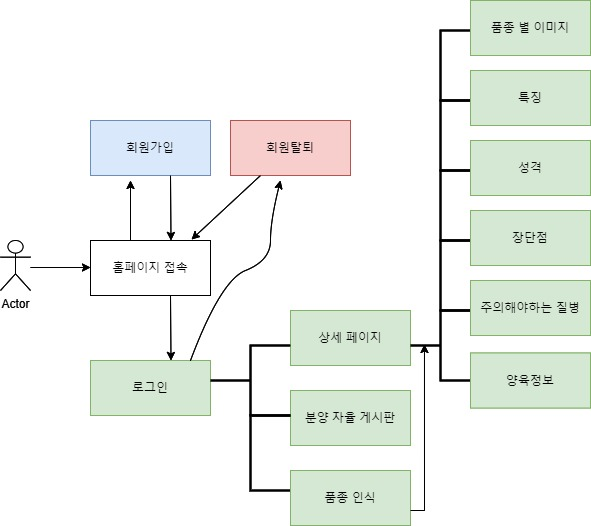 품종 별 이미지
특징
회원가입
회원탈퇴
성격
장단점
홈페이지 접속
Actor
주의해야하는 질병
상세 페이지
로그인
양육정보
분양 자율 게시판
품종 인식